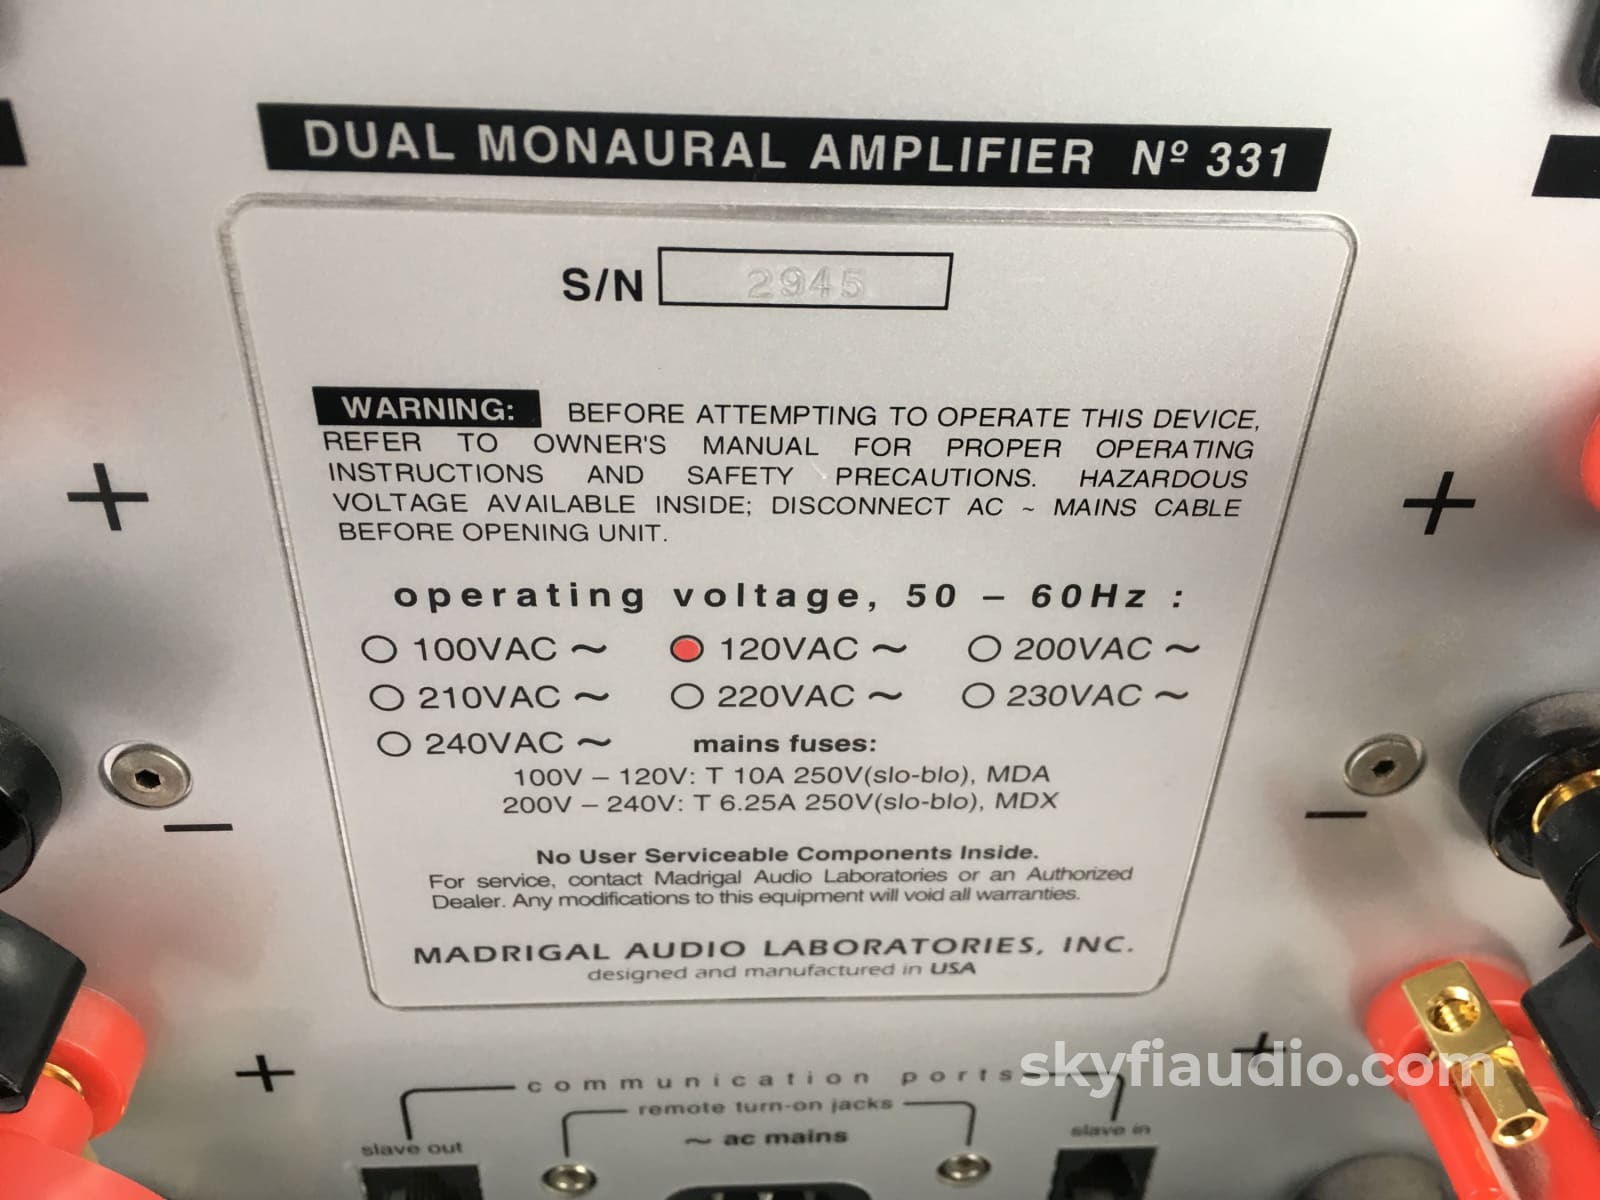 DUAL MONAURAL AMPLIFIER Nº 331
S/N 2945
WARNING: BEFORE ATTEMPTING TO OPERATE THIS DEVICE,
REFER TO OWNER'S MANUAL FOR PROPER OPERATING
INSTRUCTIONS AND SAFETY PRECAUTIONS. HAZARDOUS
VOLTAGE AVAILABLE INSIDE; DISCONNECT AC ~ MAINS CABLE
BEFORE OPENING UNIT.
+ +
operating voltage, 50 – 60Hz :
100VAC ~ 120VAC ~ 200VAC ~
210VAC ~ 220VAC ~ 230VAC ~
240VAC ~ mains fuses:
100V – 120V: T 10A 250V(slo-blo), MDA
200V – 240V: T 6.25A 250V(slo-blo), MDX
– –
No User Serviceable Components Inside.
For service, contact Madrigal Audio Laboratories or an Authorized
Dealer. Any modifications to this equipment will void all warranties.
MADRIGAL AUDIO LABORATORIES, INC.
designed and manufactured in USA
+ +
skyfiaudio.com
communication ports
remote turn-on jacks
~ ac mains
slave out slave in